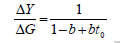 ΔY/ΔG = 1/(1-b+bt₀)